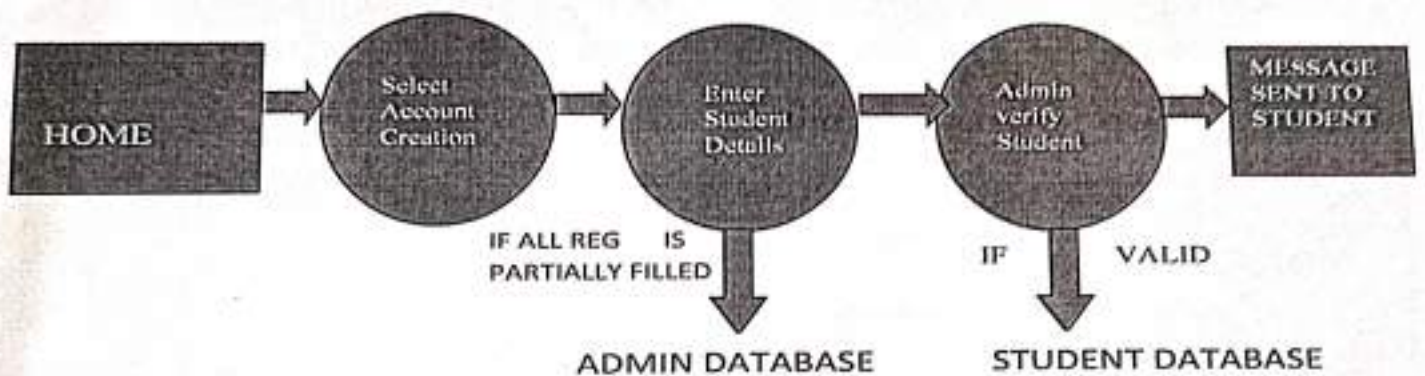 HOME
Select
Account
Creation
Enter
Student
Details
Admin
verify
Student
MESSAGE
SENT TO
STUDENT
IF ALL REG IS
PARTIALLY FILLED
IF VALID
ADMIN DATABASE
STUDENT DATABASE